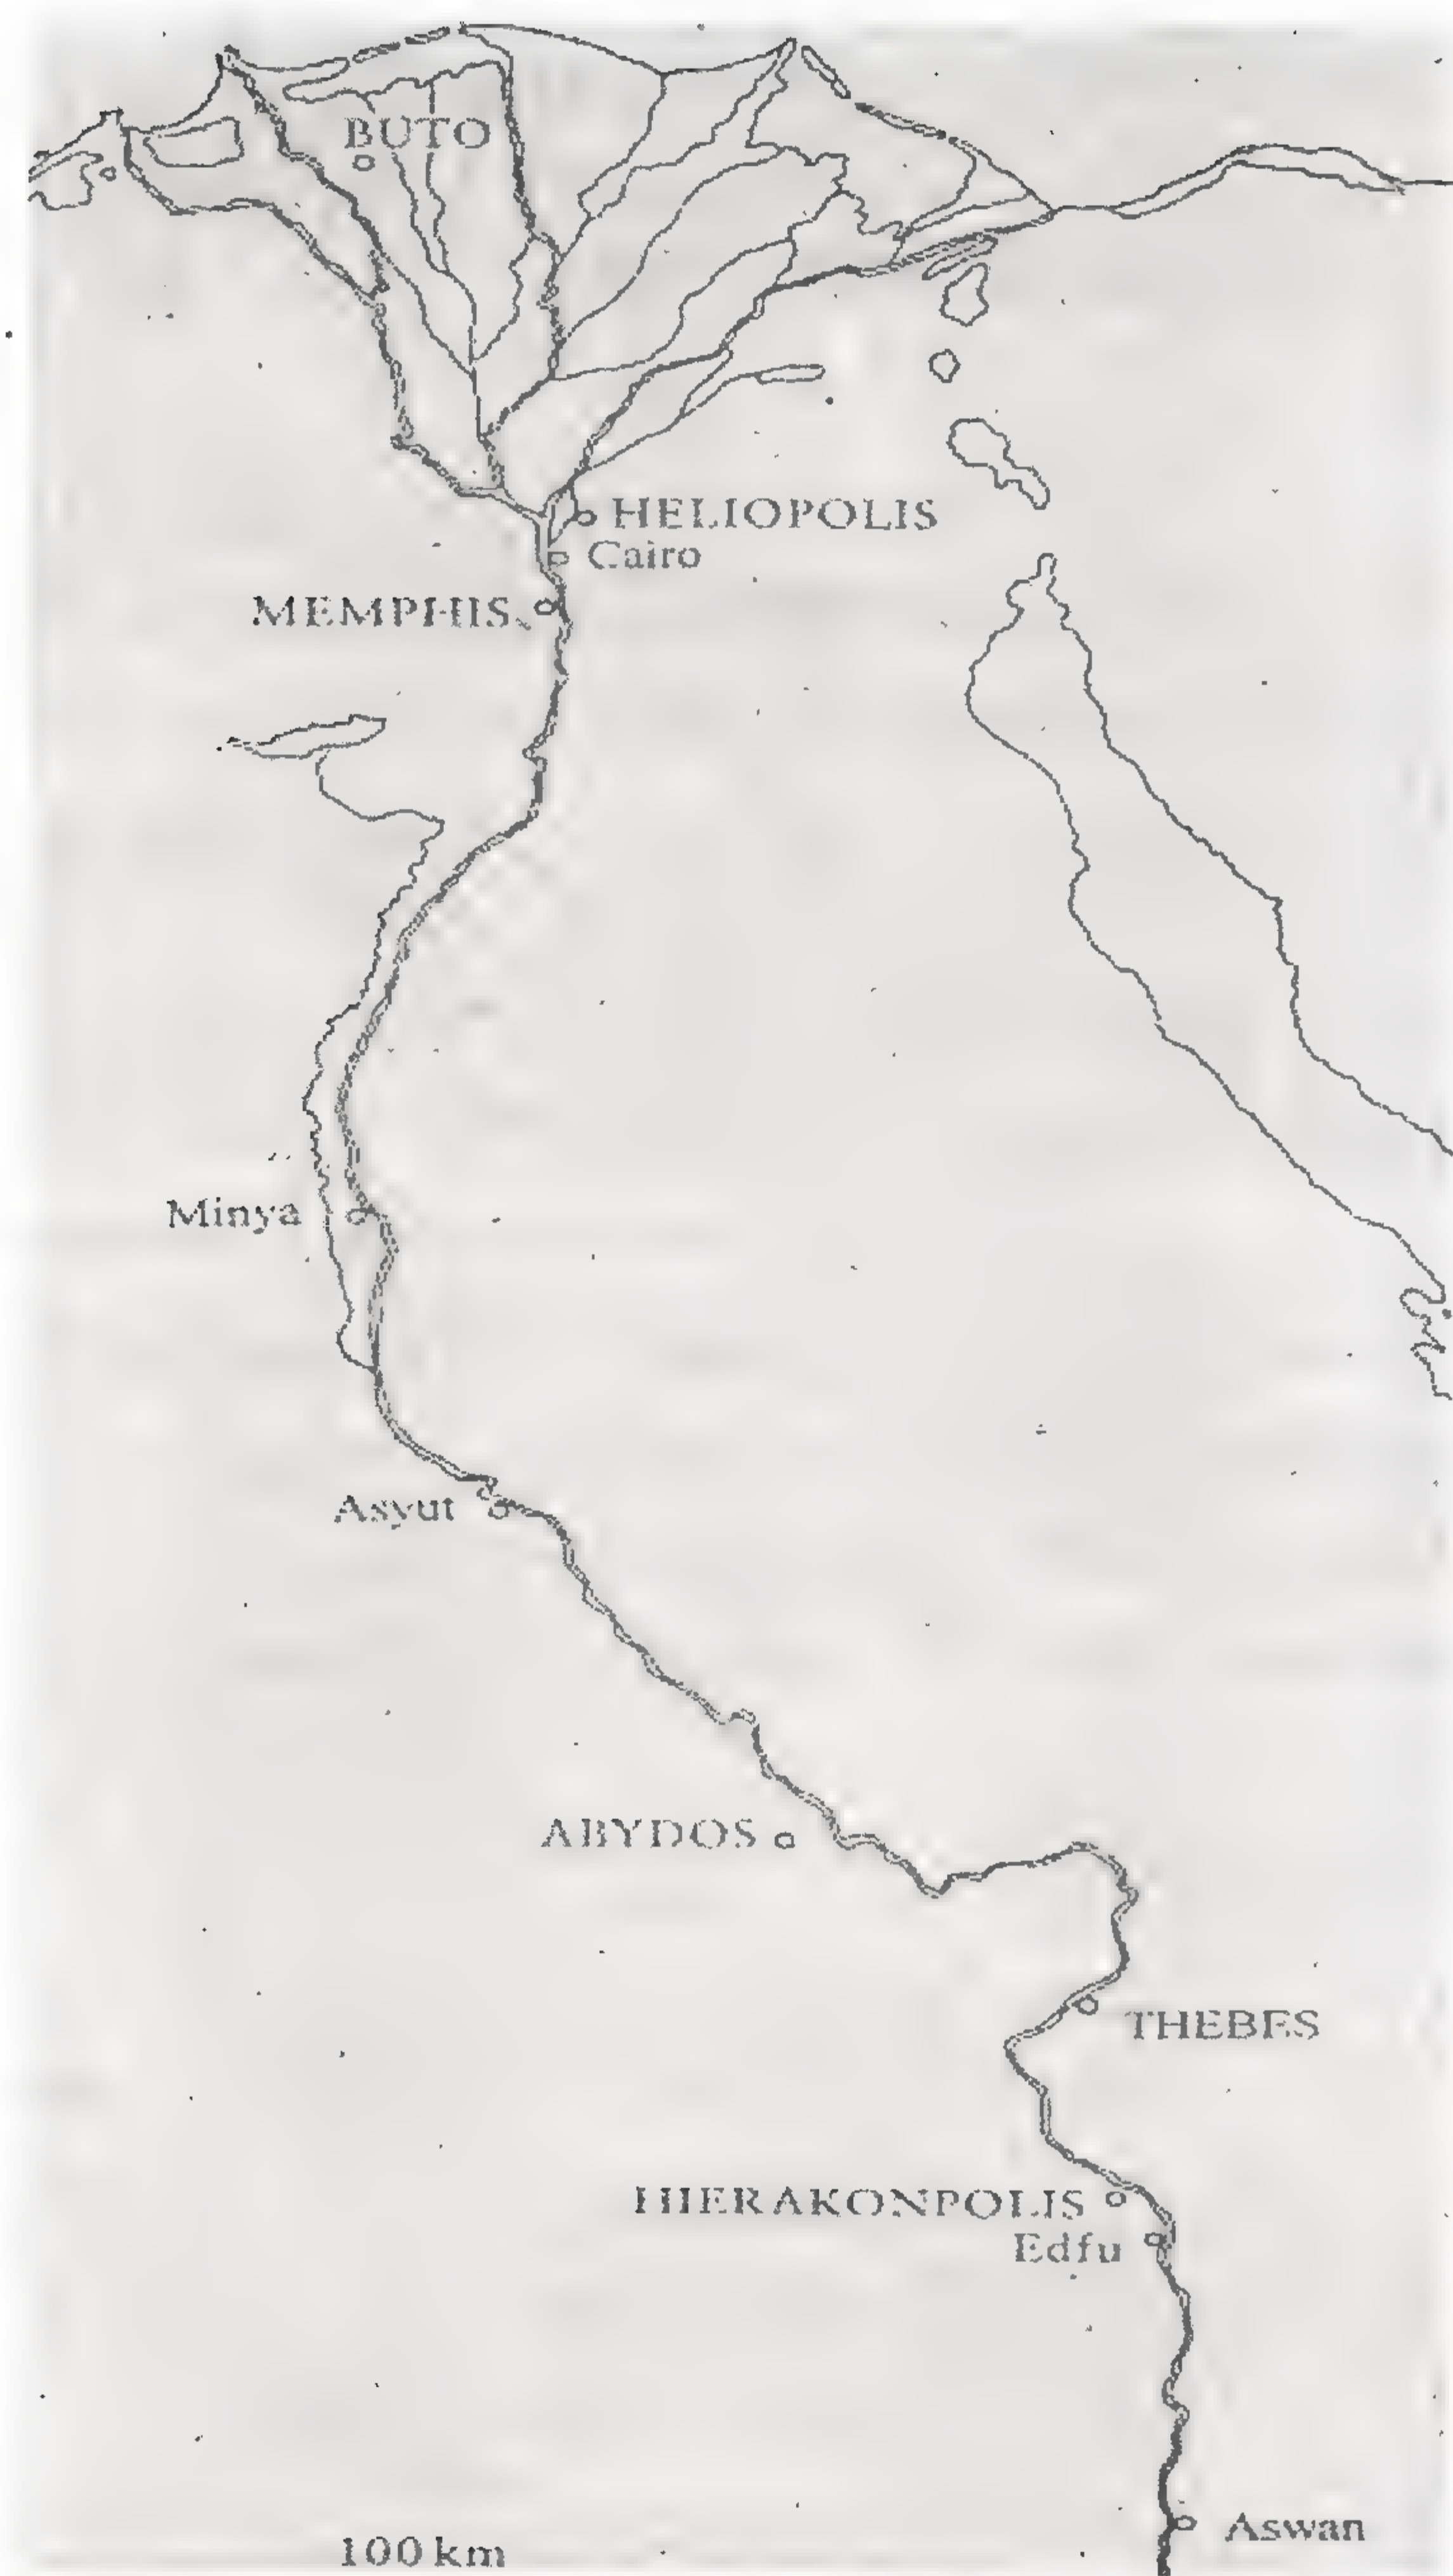 BUTO
HELIOPOLIS
Cairo
MEMPHIS
Minya
Asyut
ABYDOS
THEBES
HIERAKONPOLIS
Edfu
Aswan
100 km